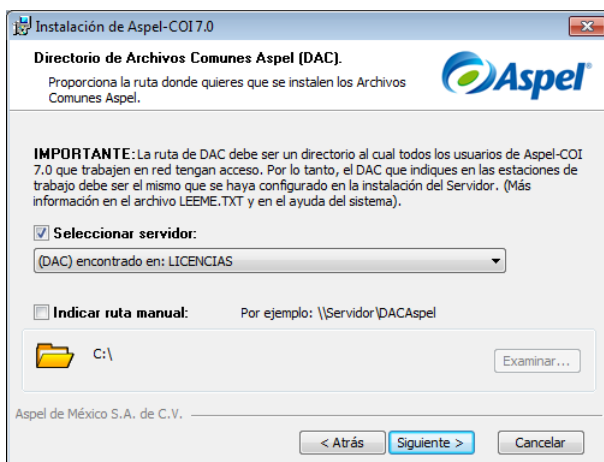 Instalación de Aspel-COI 7.0
Directorio de Archivos Comunes Aspel (DAC).
Proporciona la ruta donde quieres que se instalen los Archivos
Comunes Aspel.
Aspel
IMPORTANTE: La ruta de DAC debe ser un directorio al cual todos los usuarios de Aspel-COI
7.0 que trabajen en red tengan acceso. Por lo tanto, el DAC que indiques en las estaciones de
trabajo debe ser el mismo que se haya configurado en la instalación del Servidor. (Más
información en el archivo LEEME.TXT y en el ayuda del sistema).
Seleccionar servidor:
(DAC) encontrado en: LICENCIAS
Indicar ruta manual: Por ejemplo: \\Servidor\DACAspel
C:\
Examinar...
Aspel de México S.A. de C.V.
< Atrás Siguiente > Cancelar